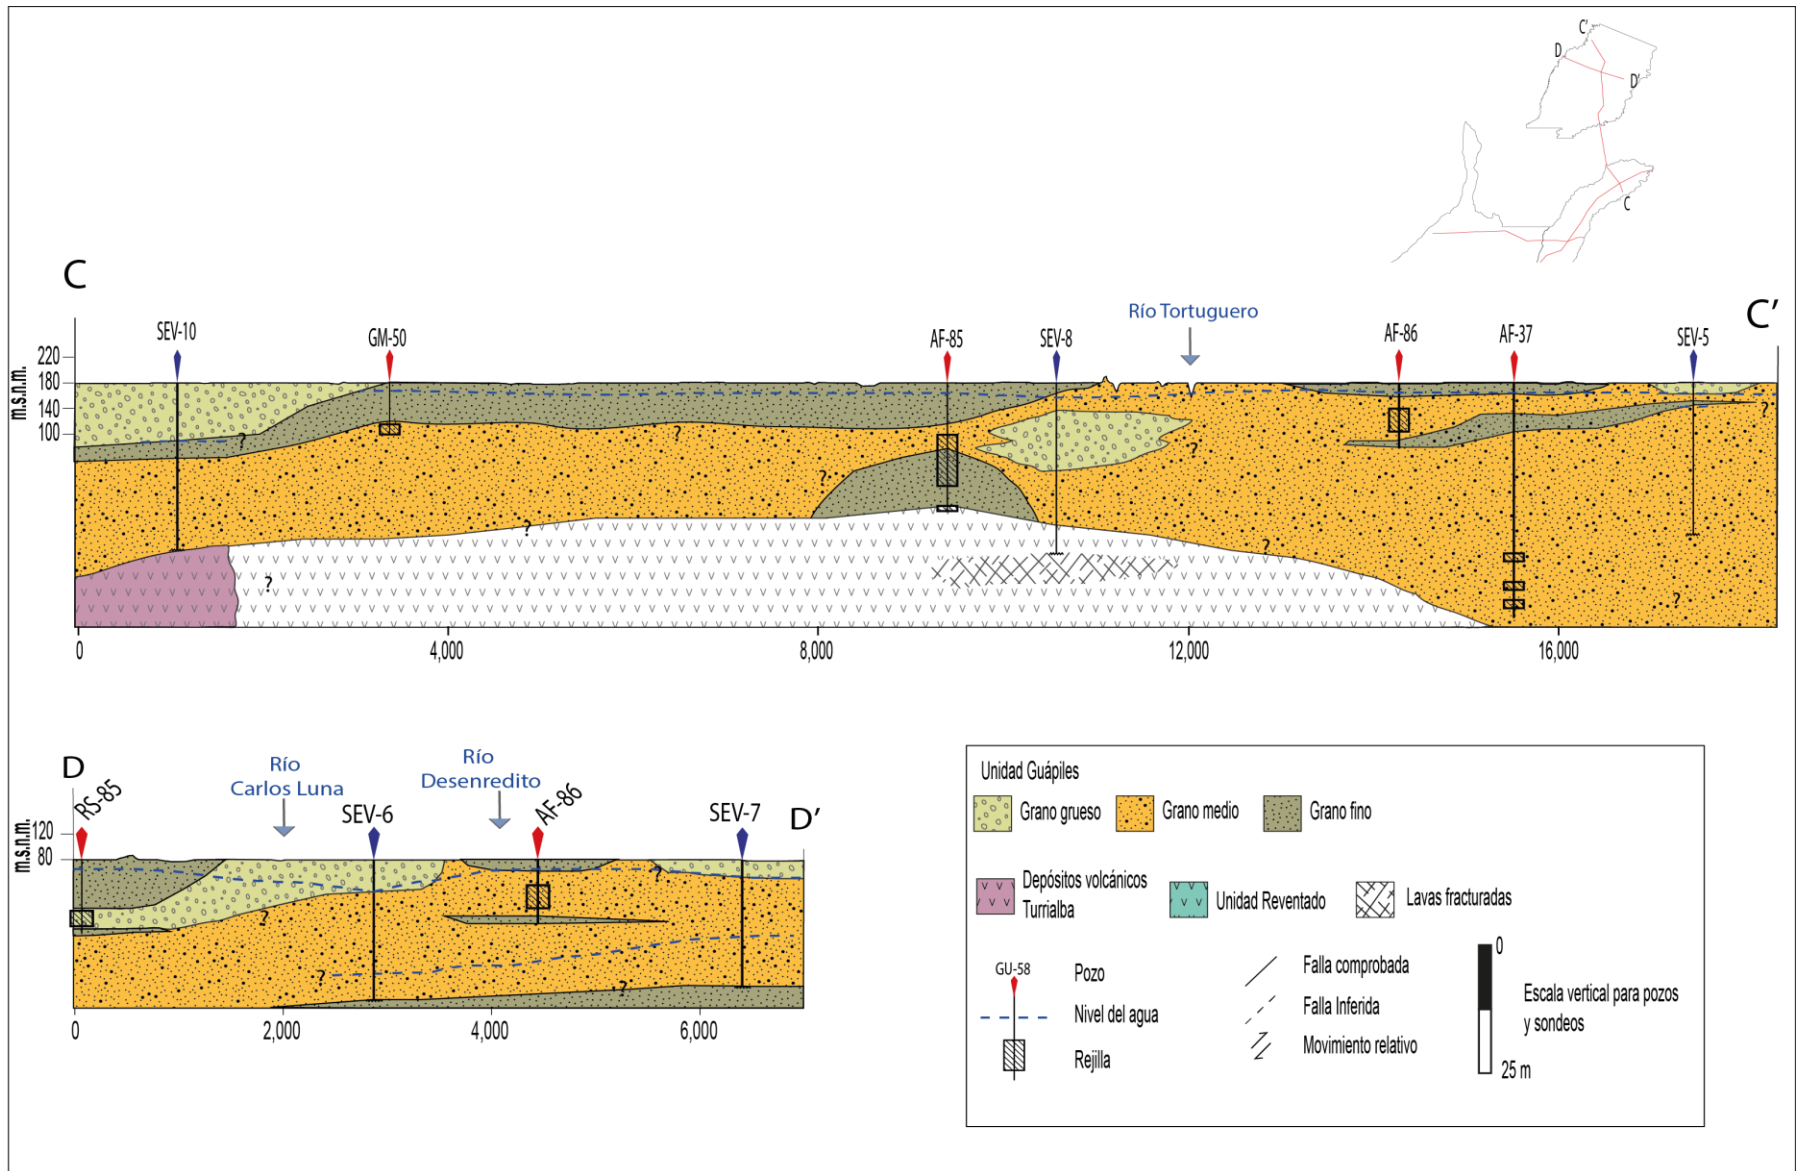 C'
D
D'
C
C
C'
SEV-10
GM-50
AF-85
SEV-8
Río Tortuguero
AF-86
AF-37
SEV-5
m.s.n.m.
220
180
140
100
?
?
?
?
?
?
?
?
?
0
4,000
8,000
12,000
16,000
D
D'
RS-85
Río
Carlos Luna
SEV-6
Río
Desenredito
AF-86
SEV-7
m.s.n.m.
120
80
?
?
?
?
0
2,000
4,000
6,000
Unidad Guápiles
Grano grueso
Grano medio
Grano fino
Depósitos volcánicos
Turrialba
Unidad Reventado
Lavas fracturadas
GU-58
Pozo
Nivel del agua
Rejilla
Falla comprobada
Falla Inferida
Movimiento relativo
0
Escala vertical para pozos
y sondeos
25 m